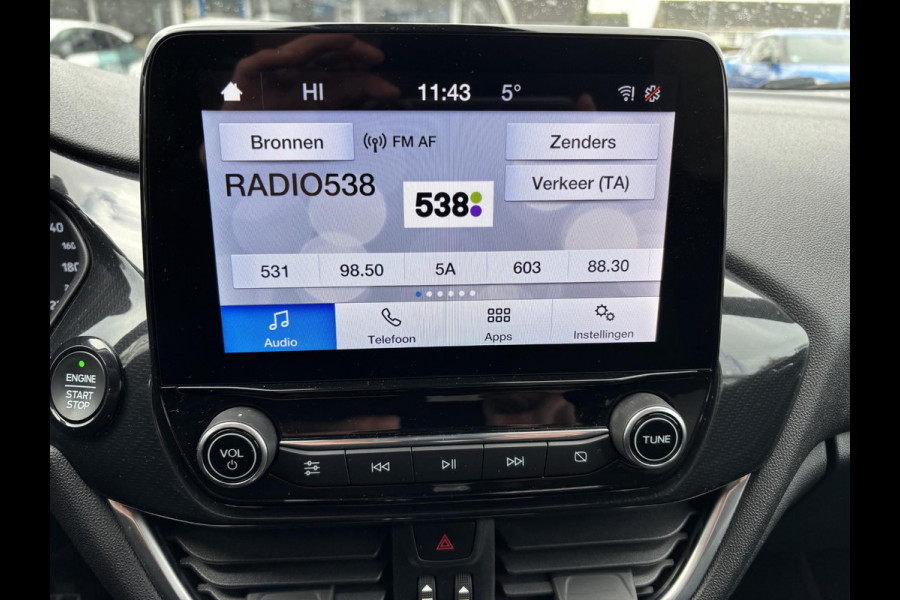 HI 11:43 5°
Bronnen FM AF Zenders
RADIO538 538 Verkeer (TA)
531 98.50 5A 603 88.30
Audio Telefoon Apps Instellingen
160
180
ENGINE
START
STOP
VOL
TUNE